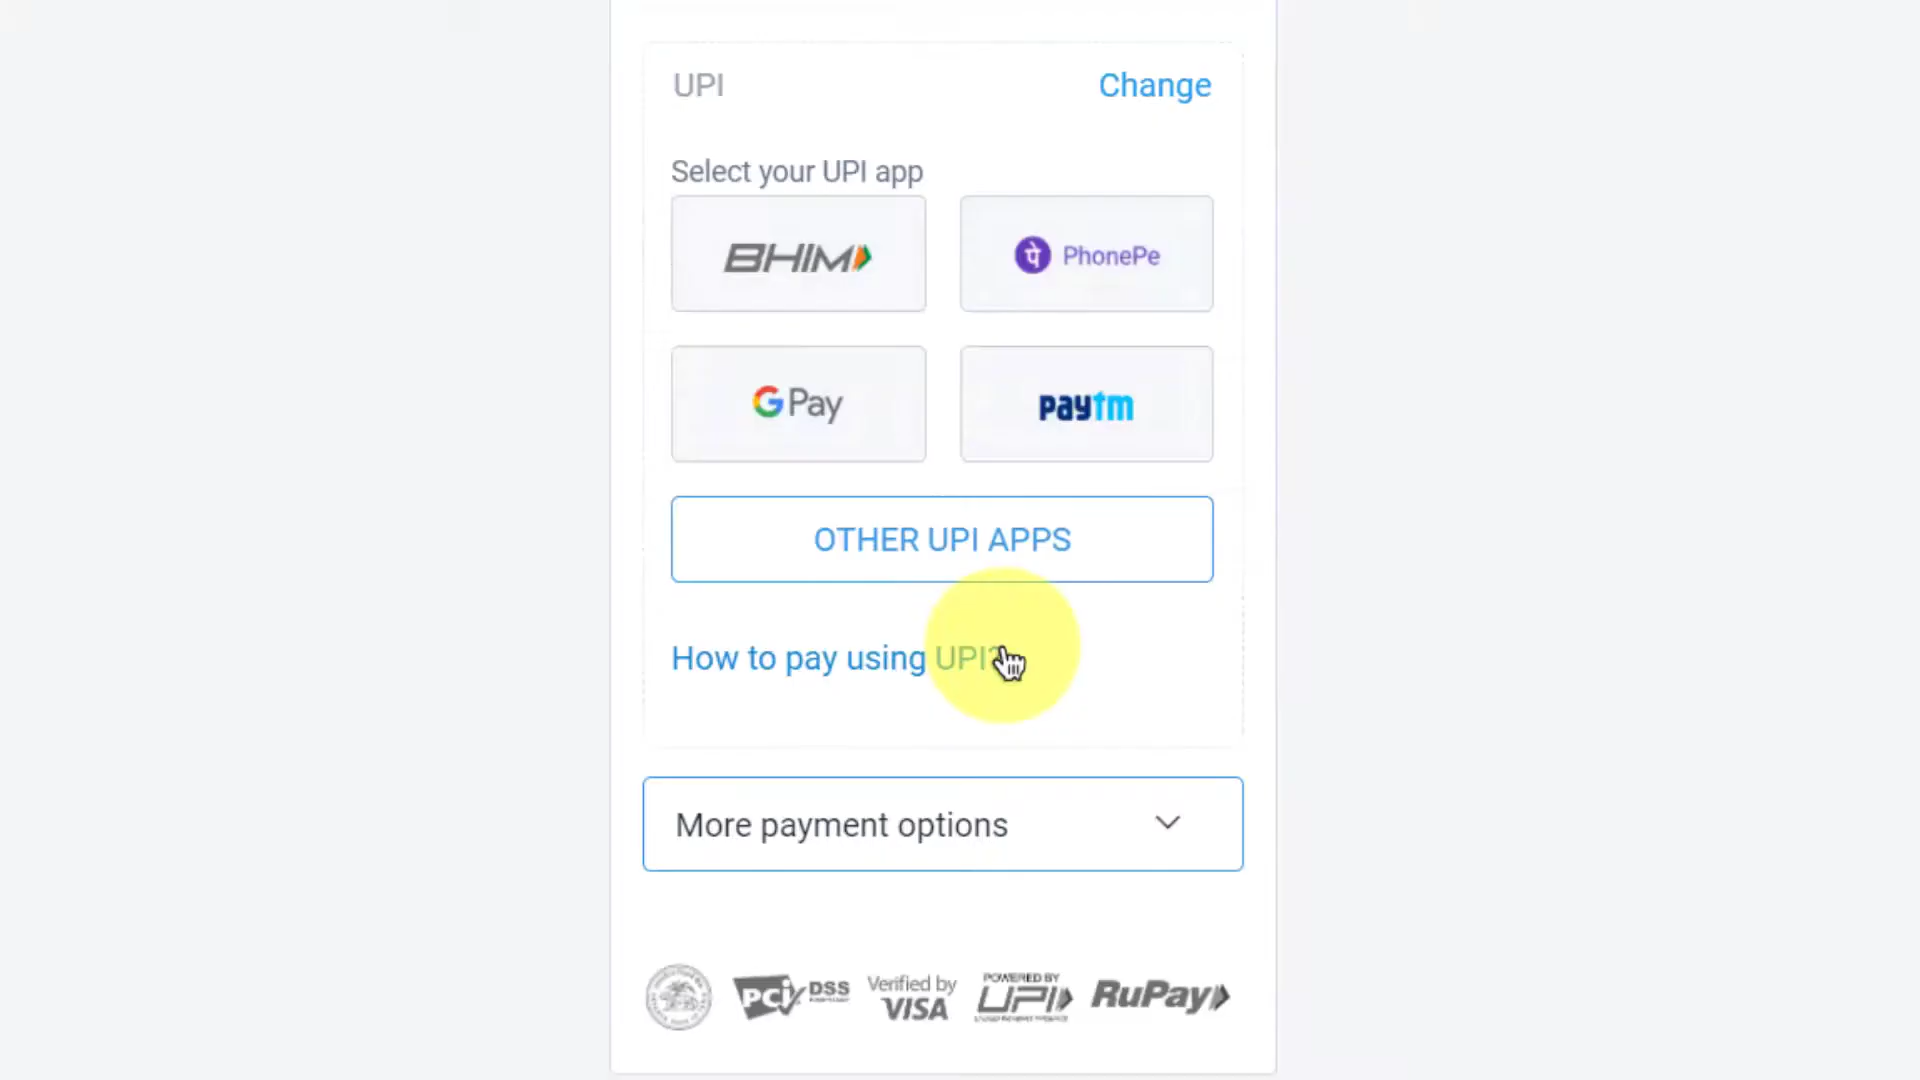 UPI
Change
Select your UPI app
BHIM
पे PhonePe
G Pay
paytm
OTHER UPI APPS
How to pay using UPI?
More payment options
PCI DSS
Verified by
VISA
POWERED BY
UPI
RuPay